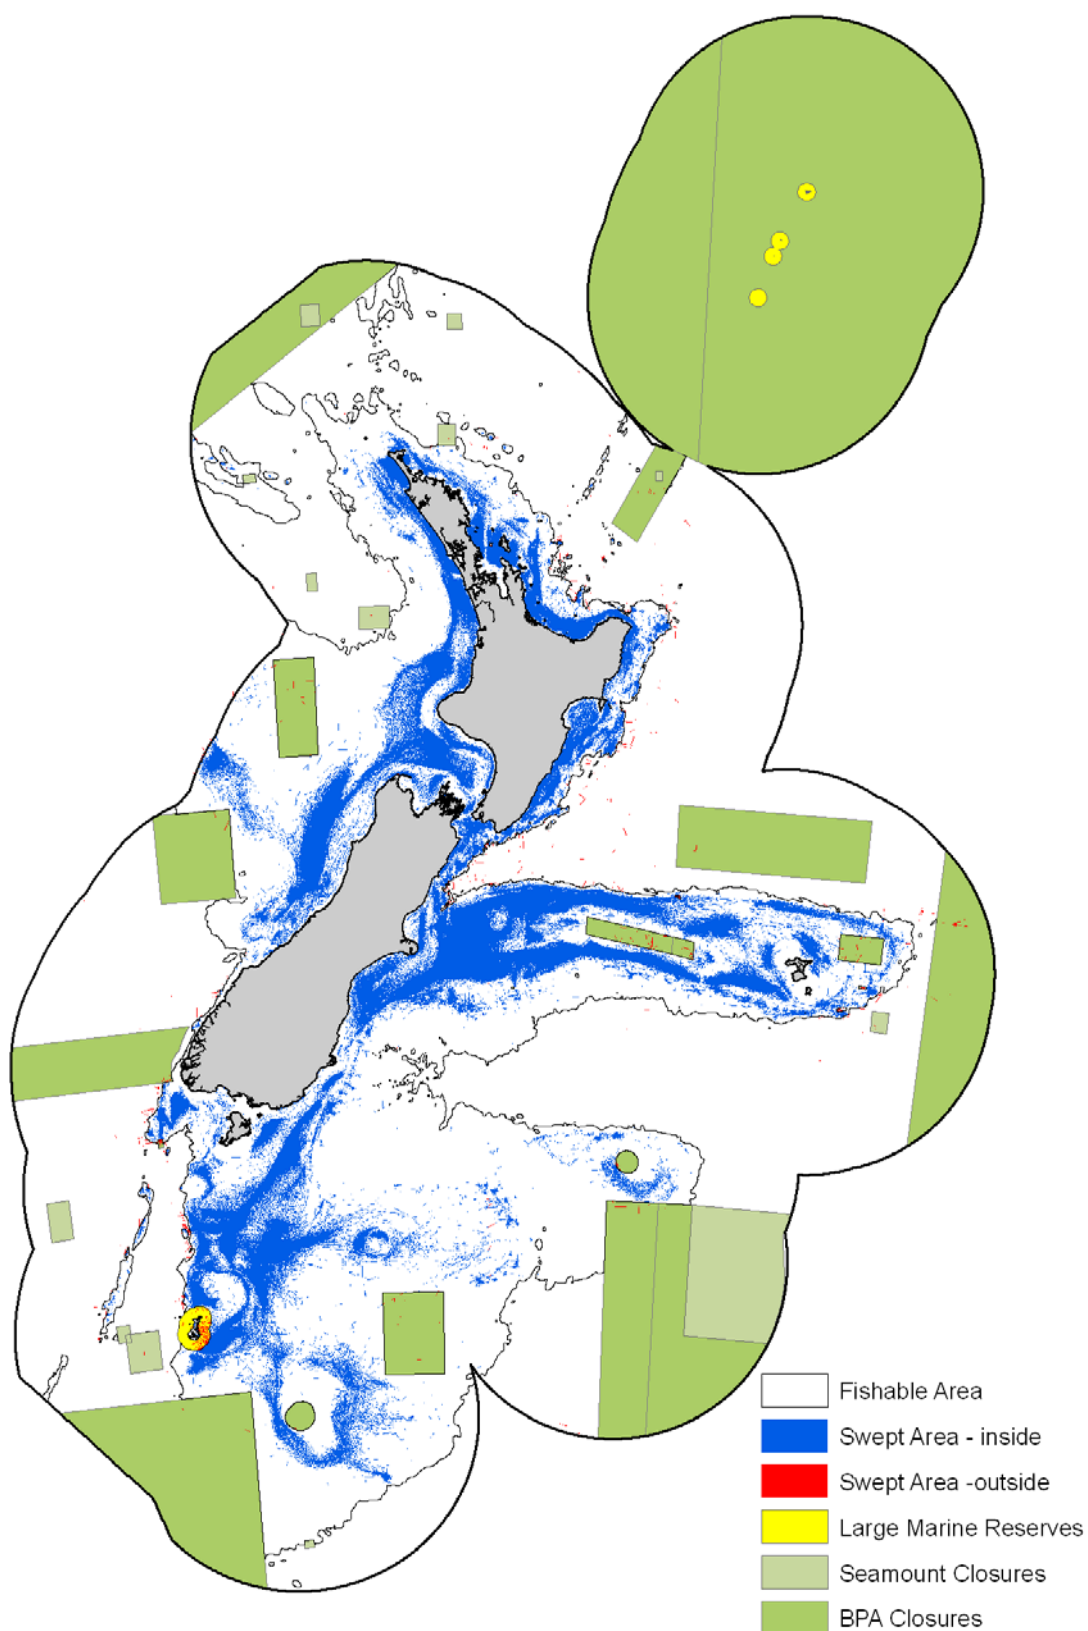 Fishable Area
Swept Area - inside
Swept Area -outside
Large Marine Reserves
Seamount Closures
BPA Closures